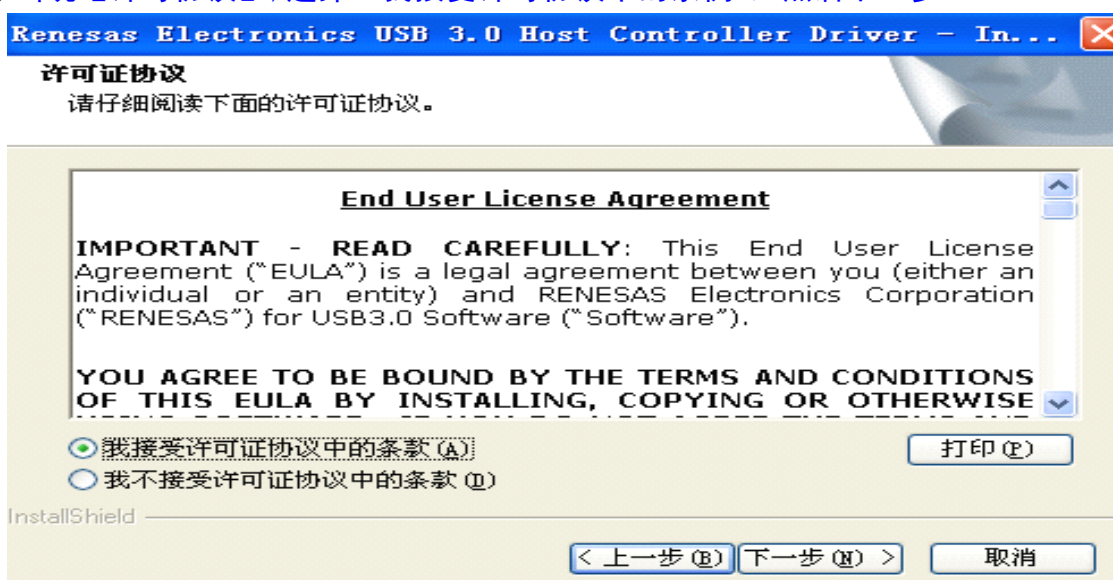 Renesas Electronics USB 3.0 Host Controller Driver - In...
许可证协议
请仔细阅读下面的许可证协议。
End User License Agreement
IMPORTANT - READ CAREFULLY: This End User License
Agreement ("EULA") is a legal agreement between you (either an
individual or an entity) and RENESAS Electronics Corporation
("RENESAS") for USB3.0 Software ("Software").
YOU AGREE TO BE BOUND BY THE TERMS AND CONDITIONS
OF THIS EULA BY INSTALLING, COPYING OR OTHERWISE
我接受许可证协议中的条款(A)
打印(P)
我不接受许可证协议中的条款(D)
InstallShield
< 上一步(B) 下一步(N) > 取消